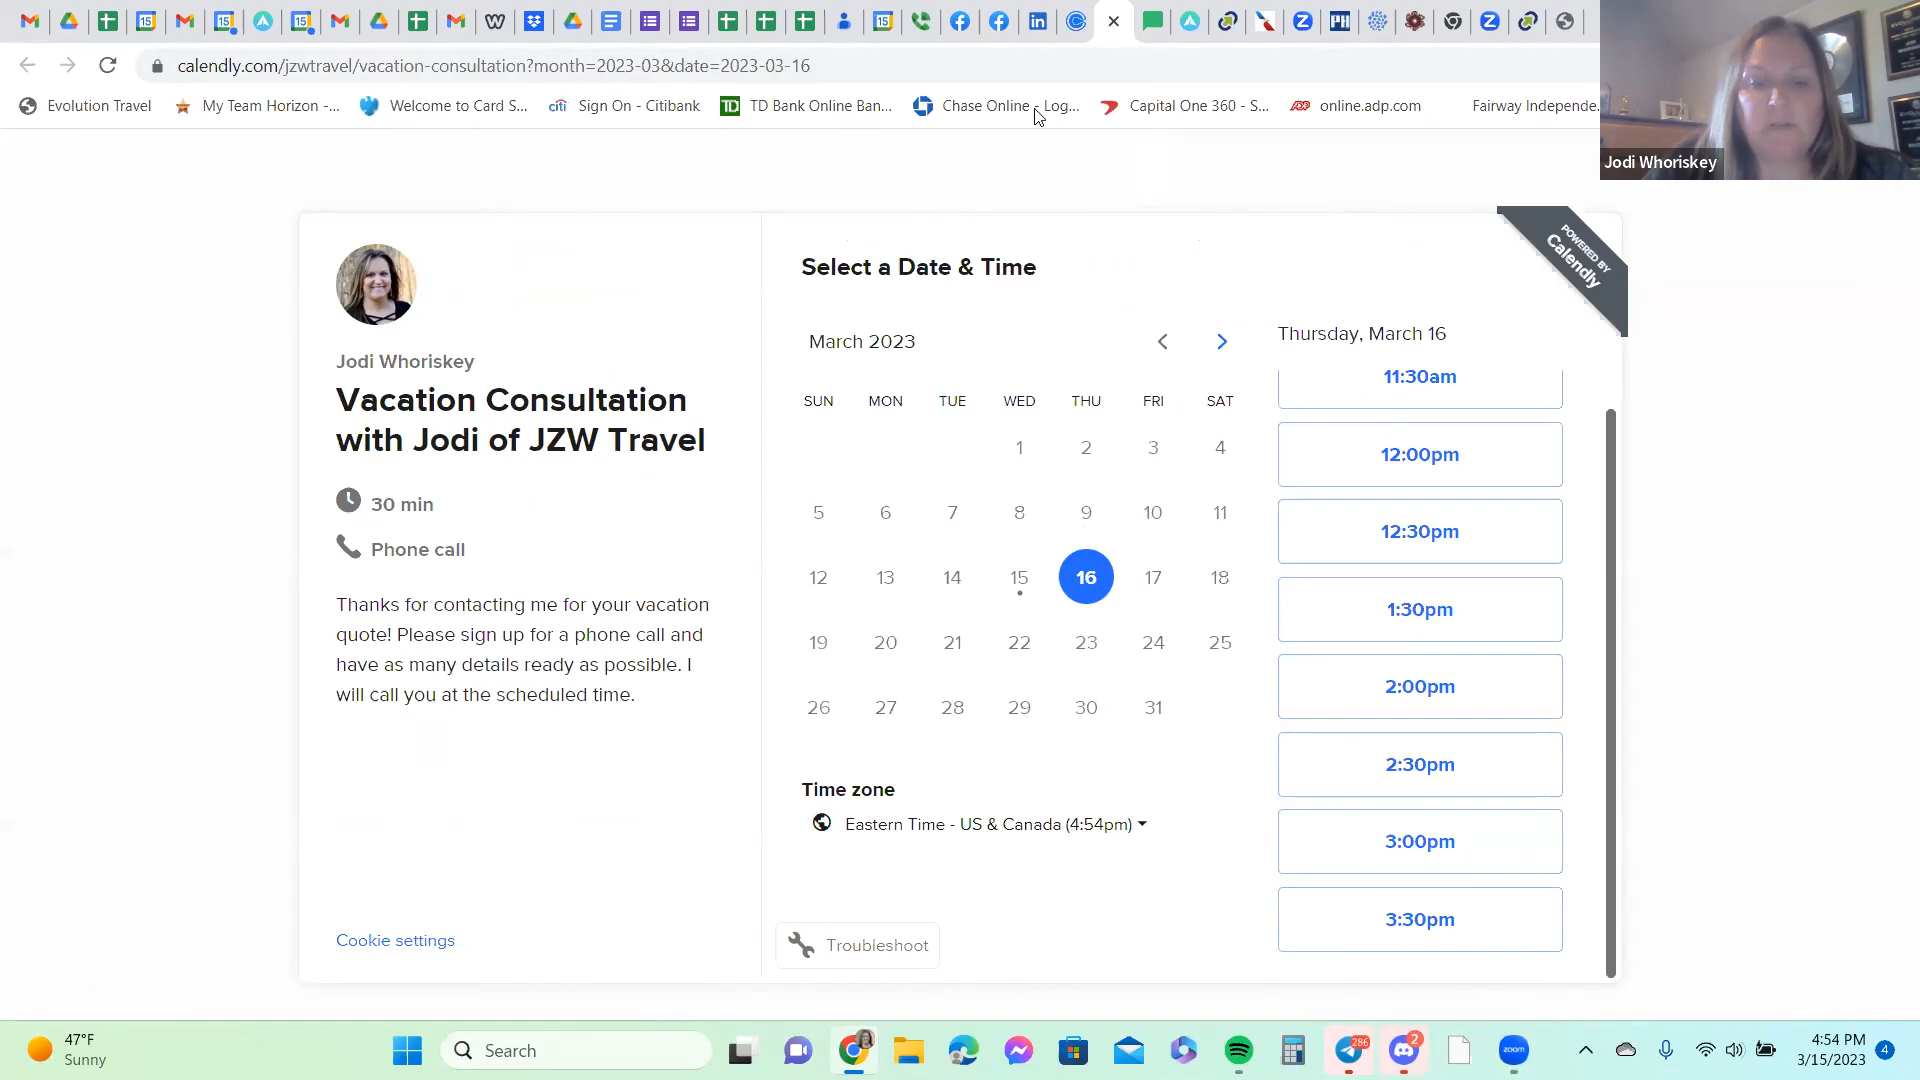 calendly.com/jzwtravel/vacation-consultation?month=2023-03&date=2023-03-16
Evolution Travel
My Team Horizon -...
Welcome to Card S...
citi
Sign On - Citibank
TD
TD Bank Online Ban...
Chase Online - Log...
Capital One 360 - S...
ADP
online.adp.com
Fairway Independe...
Jodi Whoriskey
POWERED BY
Calendly
Jodi Whoriskey
Vacation Consultation
with Jodi of JZW Travel
30 min
Phone call
Thanks for contacting me for your vacation
quote! Please sign up for a phone call and
have as many details ready as possible. I
will call you at the scheduled time.
Cookie settings
Select a Date & Time
March 2023
SUN MON TUE WED THU FRI SAT
1 2 3 4
5 6 7 8 9 10 11
12 13 14 15 16 17 18
19 20 21 22 23 24 25
26 27 28 29 30 31
Time zone
Eastern Time - US & Canada (4:54pm)
Troubleshoot
Thursday, March 16
11:30am
12:00pm
12:30pm
1:30pm
2:00pm
2:30pm
3:00pm
3:30pm
47°F
Sunny
Search
286
2
zoom
4:54 PM
3/15/2023
4